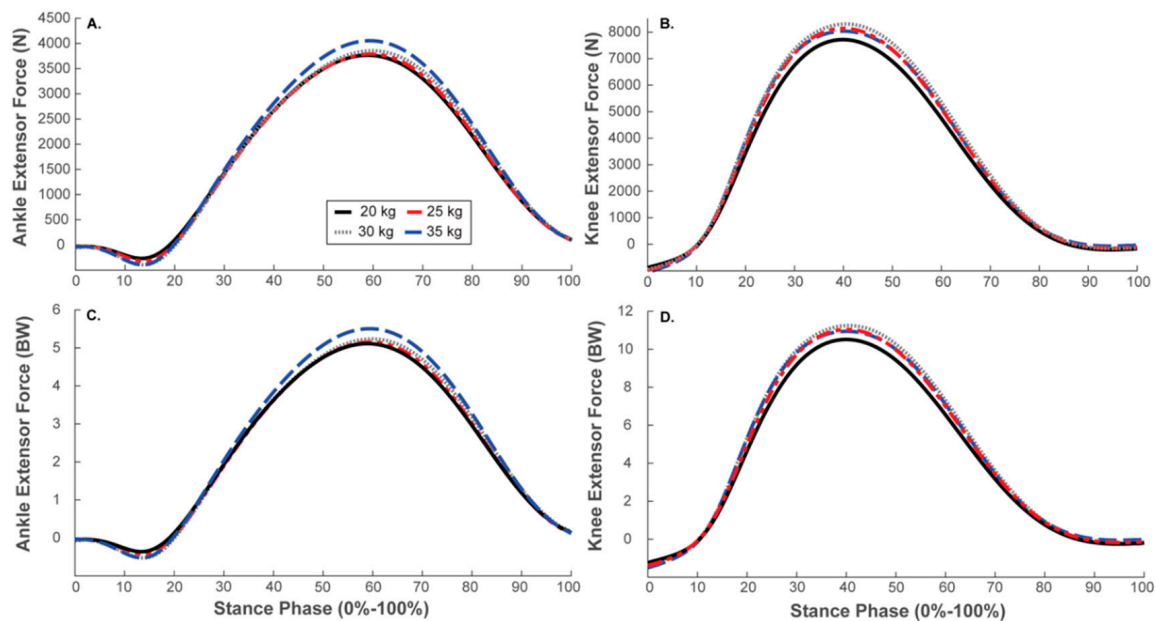 A.
Ankle Extensor Force (N)
4500
4000
3500
3000
2500
2000
1500
1000
500
0
0 10 20 30 40 50 60 70 80 90 100
20 kg 25 kg
30 kg 35 kg
B.
Knee Extensor Force (N)
8000
7000
6000
5000
4000
3000
2000
1000
0
0 10 20 30 40 50 60 70 80 90 100
C.
Ankle Extensor Force (BW)
6
5
4
3
2
1
0
0 10 20 30 40 50 60 70 80 90 100
Stance Phase (0%-100%)
D.
Knee Extensor Force (BW)
12
10
8
6
4
2
0
0 10 20 30 40 50 60 70 80 90 100
Stance Phase (0%-100%)